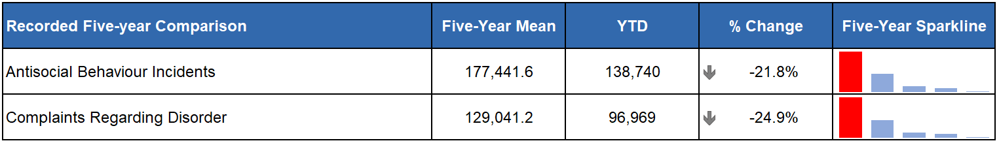 Recorded Five-year Comparison Five-Year Mean YTD % Change Five-Year Sparkline
Antisocial Behaviour Incidents 177,441.6 138,740 -21.8%
Complaints Regarding Disorder 129,041.2 96,969 -24.9%